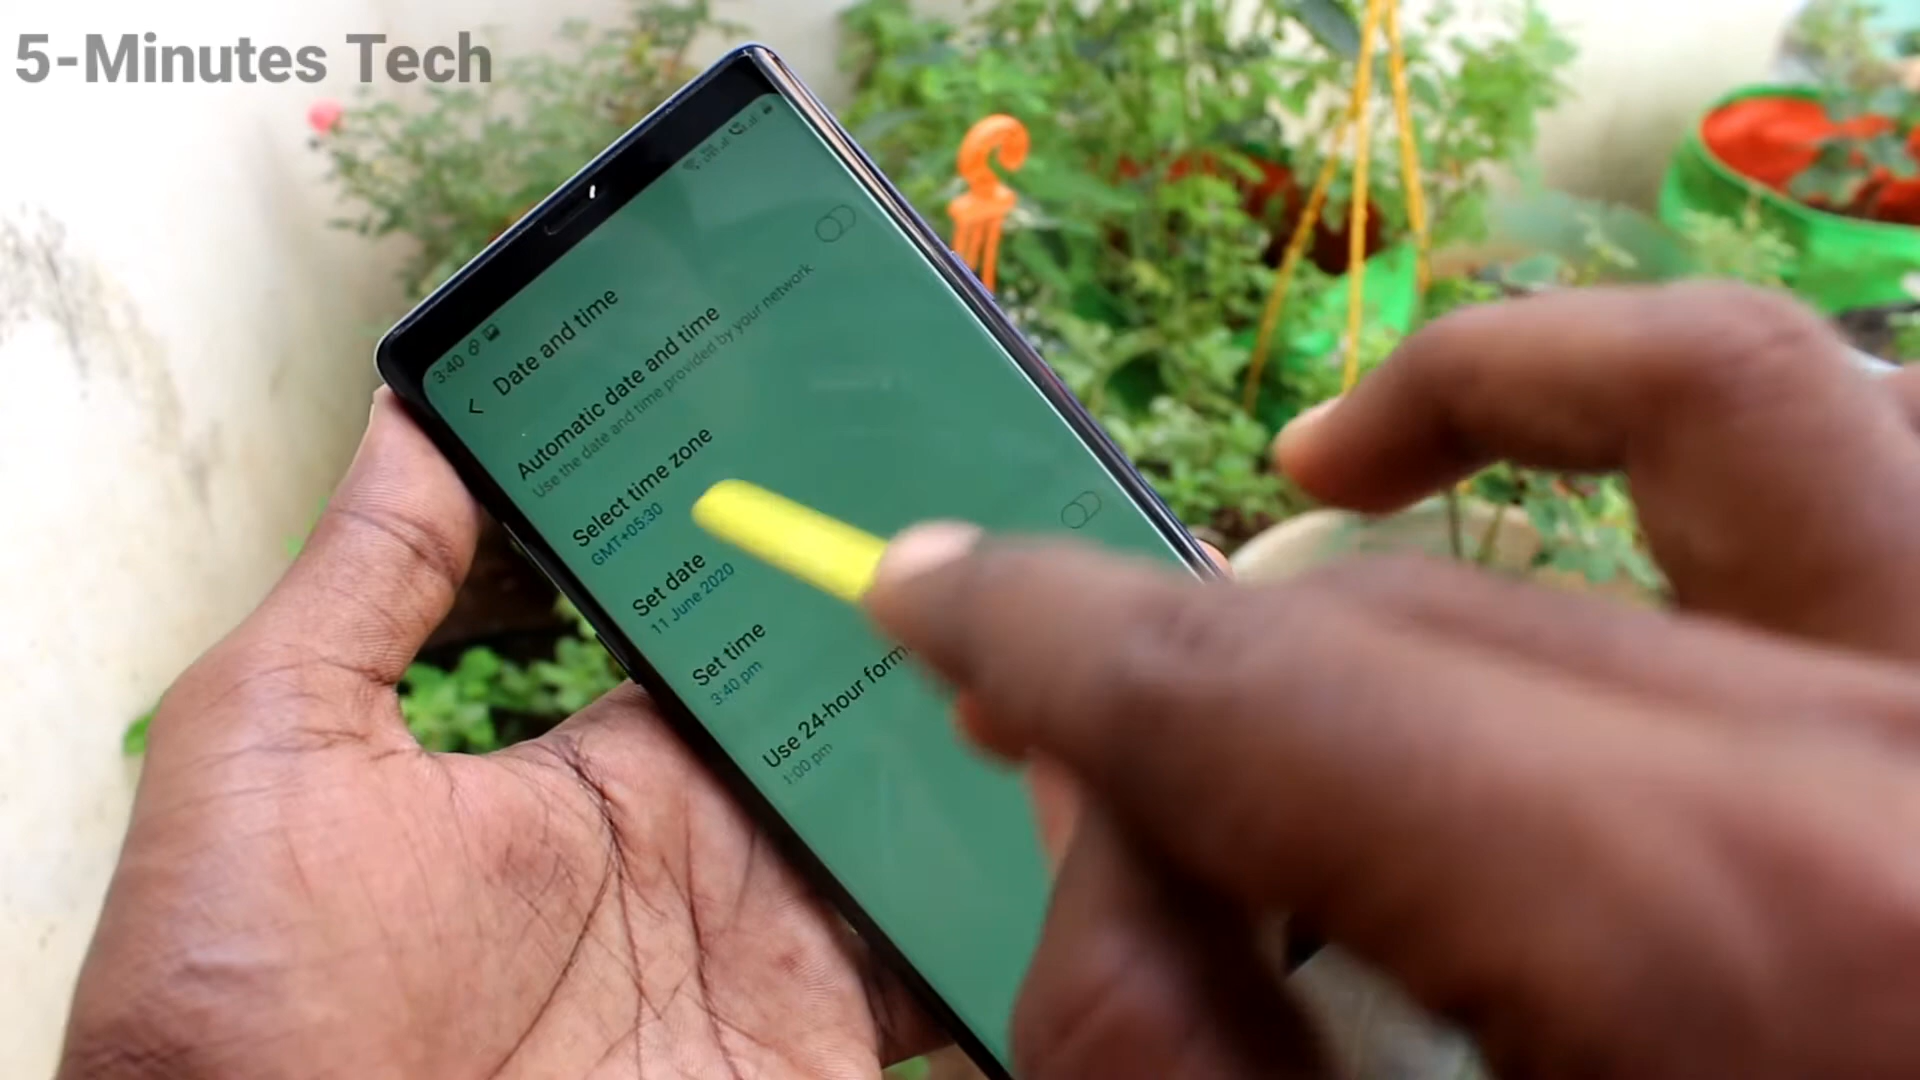 5-Minutes Tech
3:40
Date and time
Automatic date and time
Use the date and time provided by your network
Select time zone
GMT+05:30
Set date
11 June 2020
Set time
3:40 pm
Use 24-hour
1:00 pm